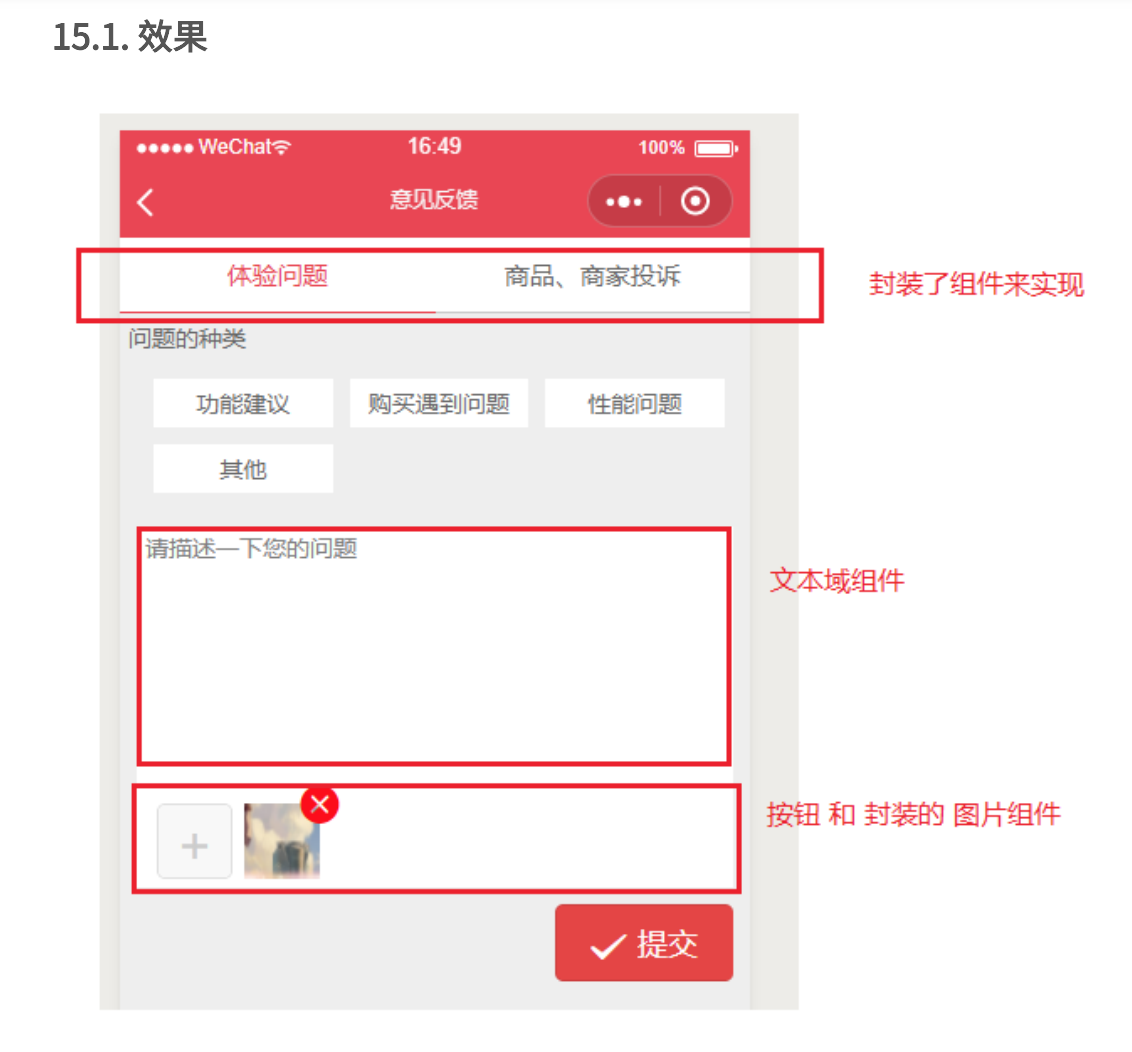 15.1. 效果
●●●●● WeChat 16:49 100%
意见反馈
体验问题 商品、商家投诉
封装了组件来实现
问题的种类
功能建议 购买遇到问题 性能问题
其他
请描述一下您的问题
文本域组件
按钮 和 封装的 图片组件
提交